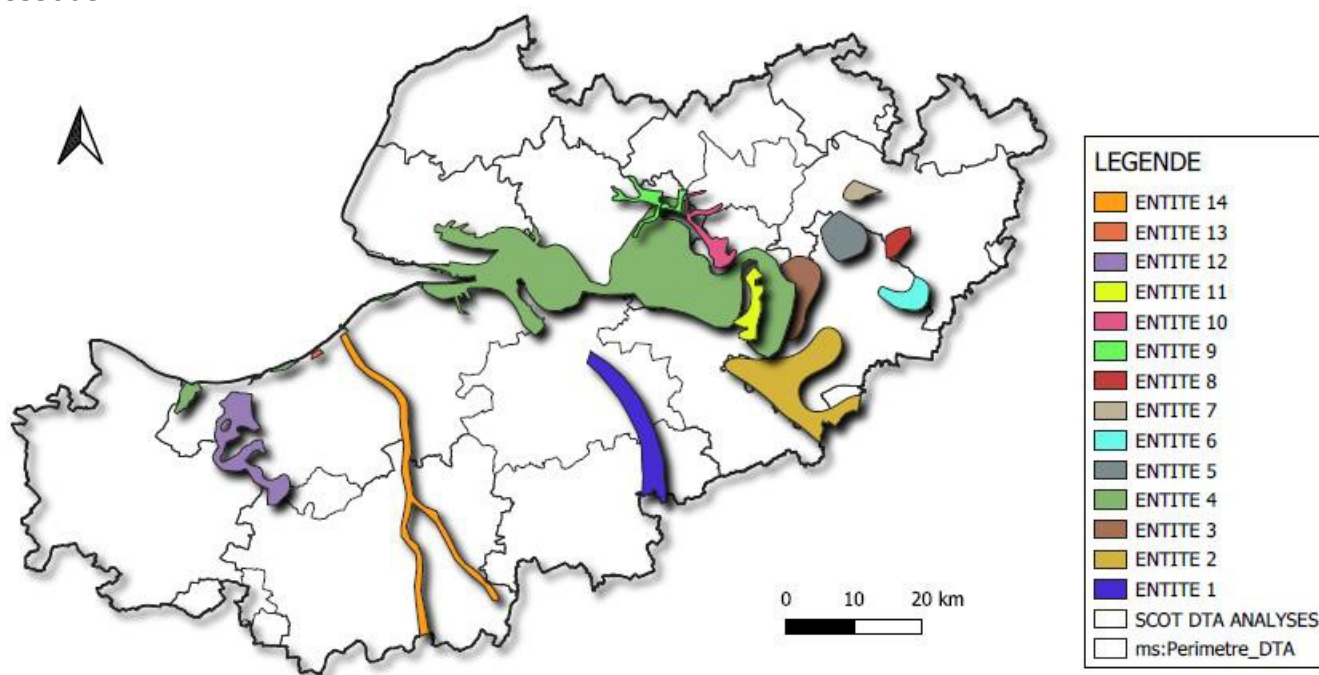 LEGENDE
ENTITE 14
ENTITE 13
ENTITE 12
ENTITE 11
ENTITE 10
ENTITE 9
ENTITE 8
ENTITE 7
ENTITE 6
ENTITE 5
ENTITE 4
ENTITE 3
ENTITE 2
ENTITE 1
SCOT DTA ANALYSES
ms:Perimetre_DTA
0 10 20 km